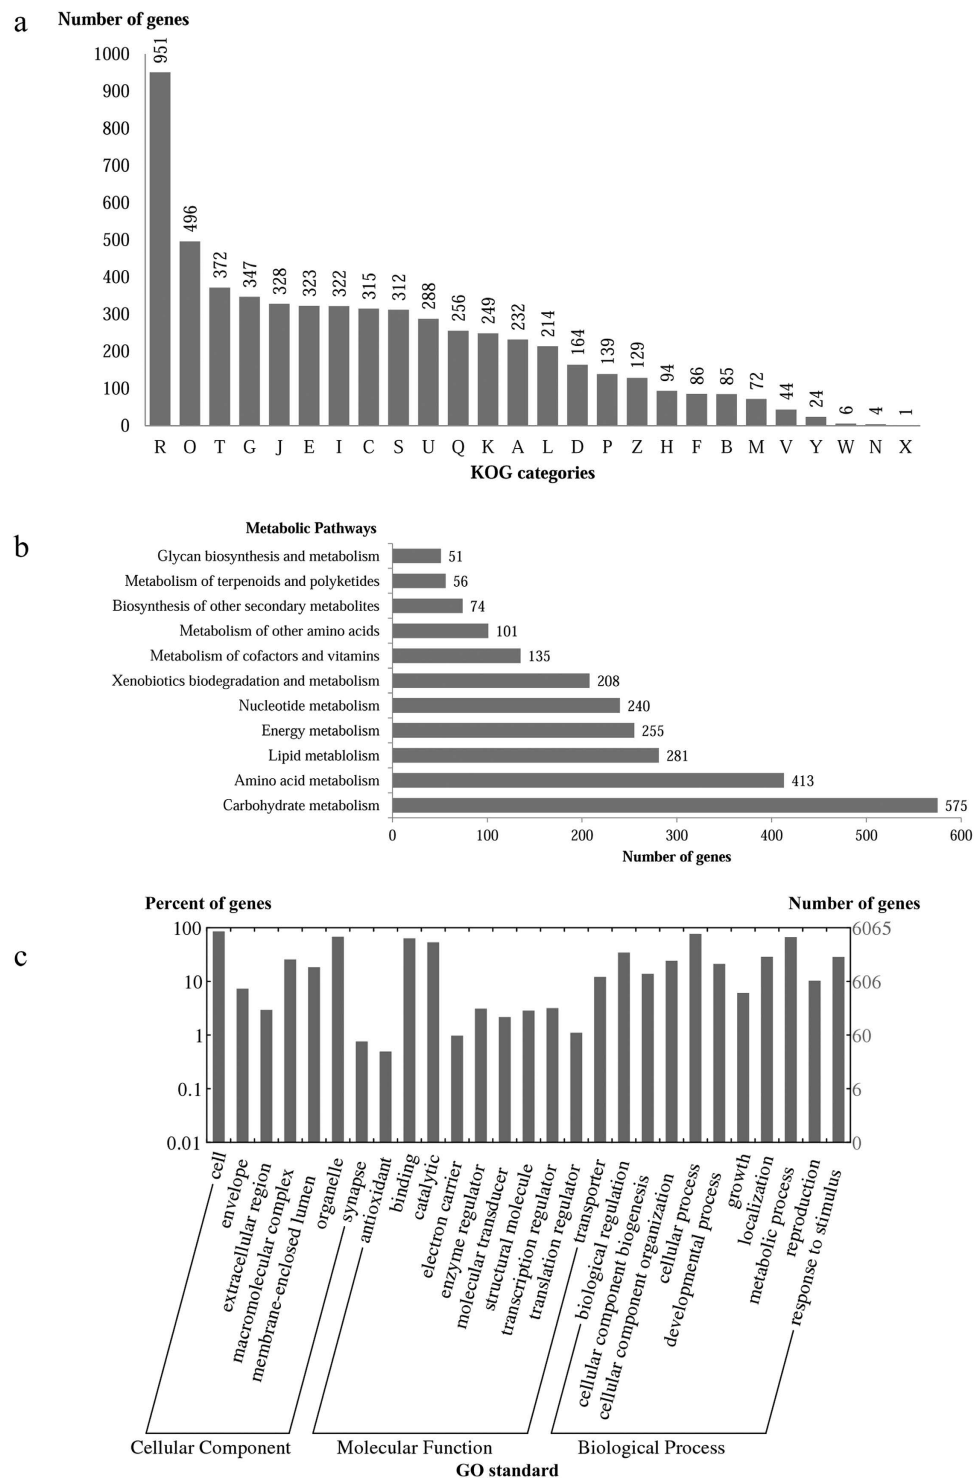 a
Number of genes
1000
900
800
700
600
500
400
300
200
100
0
951
496
372
347
328
323
322
315
312
288
256
249
232
214
164
139
129
94
86
85
72
44
24
6
4
1
R O T G J E I C S U Q K A L D P Z H F B M V Y W N X
KOG categories
b
Metabolic Pathways
Glycan biosynthesis and metabolism 51
Metabolism of terpenoids and polyketides 56
Biosynthesis of other secondary metabolites 74
Metabolism of other amino acids 101
Metabolism of cofactors and vitamins 135
Xenobiotics biodegradation and metabolism 208
Nucleotide metabolism 240
Energy metabolism 255
Lipid metablolism 281
Amino acid metabolism 413
Carbohydrate metabolism 575
0 100 200 300 400 500 600
Number of genes
c
Percent of genes
Number of genes
100
10
1
0.1
0.01
6065
606
60
6
0
cell
envelope
extracellular region
macromolecular complex
membrane-enclosed lumen
organelle
synapse
antioxidant
binding
catalytic
electron carrier
enzyme regulator
molecular transducer
structural molecule
transcription regulator
translation regulator
transporter
biological regulation
cellular component biogenesis
cellular component organization
cellular process
developmental process
growth
localization
metabolic process
reproduction
response to stimulus
Cellular Component
Molecular Function
Biological Process
GO standard